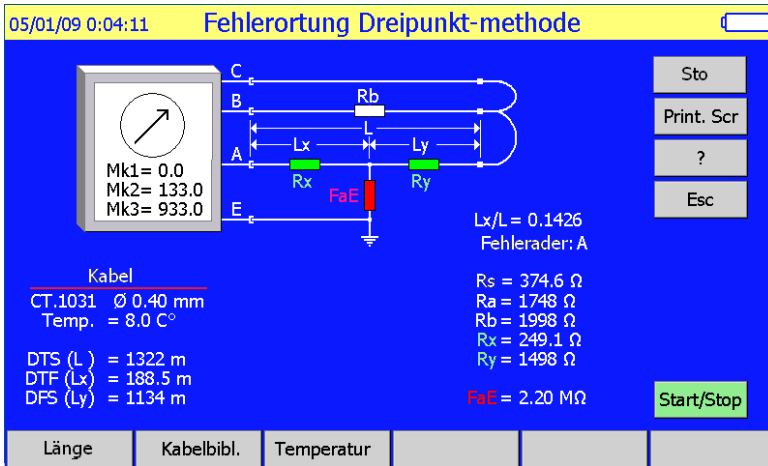 05/01/09 0:04:11 Fehlerortung Dreipunkt-methode
C
B
Rb
L
Lx
Ly
A
Rx
Ry
FaE
E
Mk1= 0.0
Mk2= 133.0
Mk3= 933.0
Sto
Print. Scr
?
Esc
Lx/L = 0.1426
Fehlerader: A
Kabel
CT.1031 Ø 0.40 mm
Temp. = 8.0 C°
DTS (L ) = 1322 m
DTF (Lx) = 188.5 m
DFS (Ly) = 1134 m
Rs = 374.6 Ω
Ra = 1748 Ω
Rb = 1998 Ω
Rx = 249.1 Ω
Ry = 1498 Ω
FaE = 2.20 MΩ
Start/Stop
Länge Kabelbibl. Temperatur